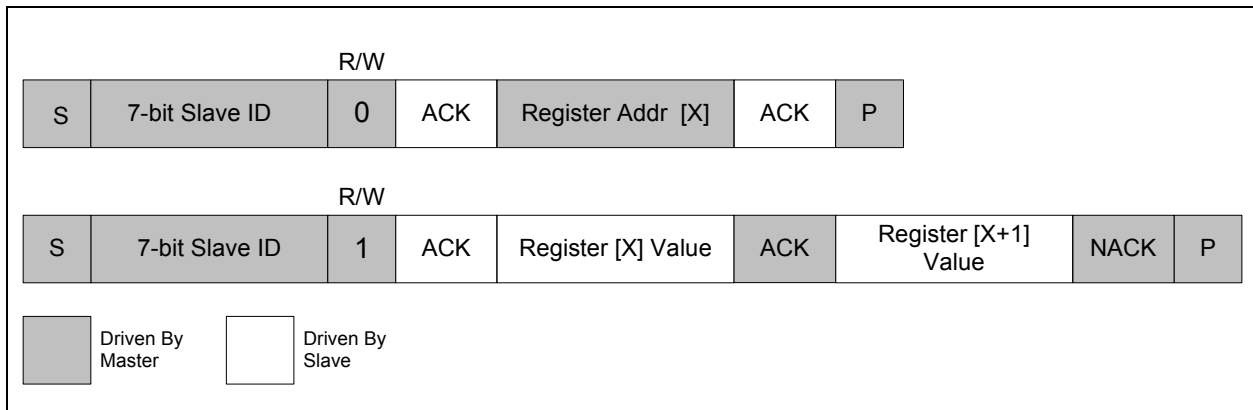 R/W
S 7-bit Slave ID 0 ACK Register Addr [X] ACK P
R/W
S 7-bit Slave ID 1 ACK Register [X] Value ACK Register [X+1] Value NACK P
Driven By Master
Driven By Slave